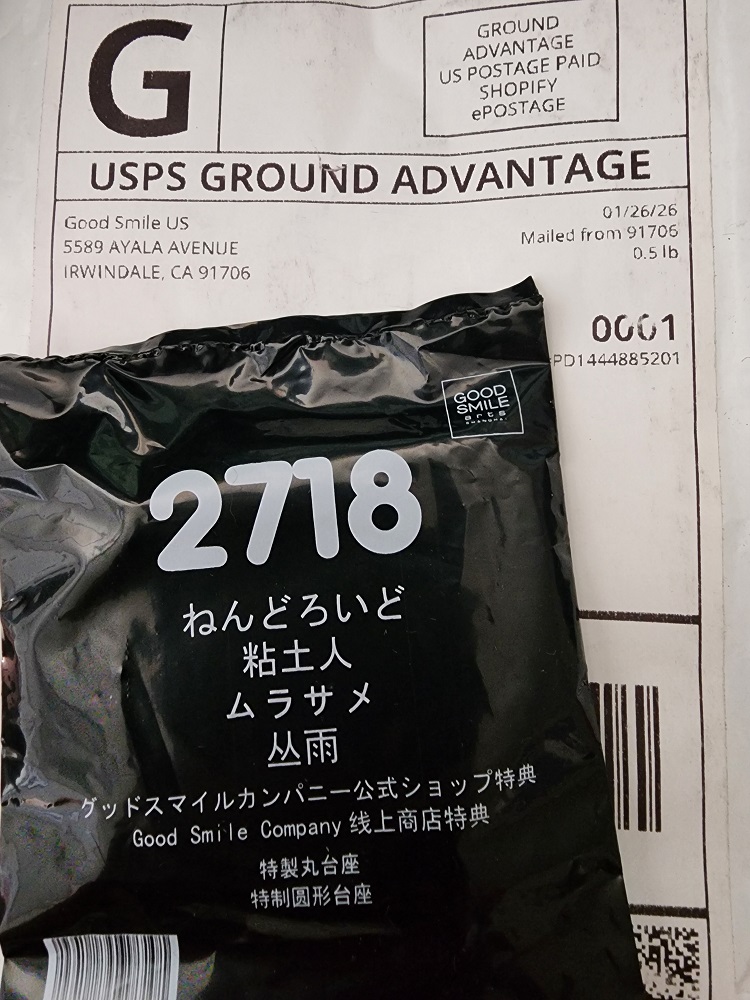 G
GROUND
ADVANTAGE
US POSTAGE PAID
SHOPIFY
ePOSTAGE
USPS GROUND ADVANTAGE
Good Smile US
5589 AYALA AVENUE
IRWINDALE, CA 91706
01/26/26
Mailed from 91706
0.5 lb
0001
PD1444885201
GOOD
SMILE
arts
SHANGHAI
2718
ねんどろいど
粘土人
ムラサメ
丛雨
グッドスマイルカンパニー公式ショップ特典
Good Smile Company 线上商店特典
特製丸台座
特制圆形台座